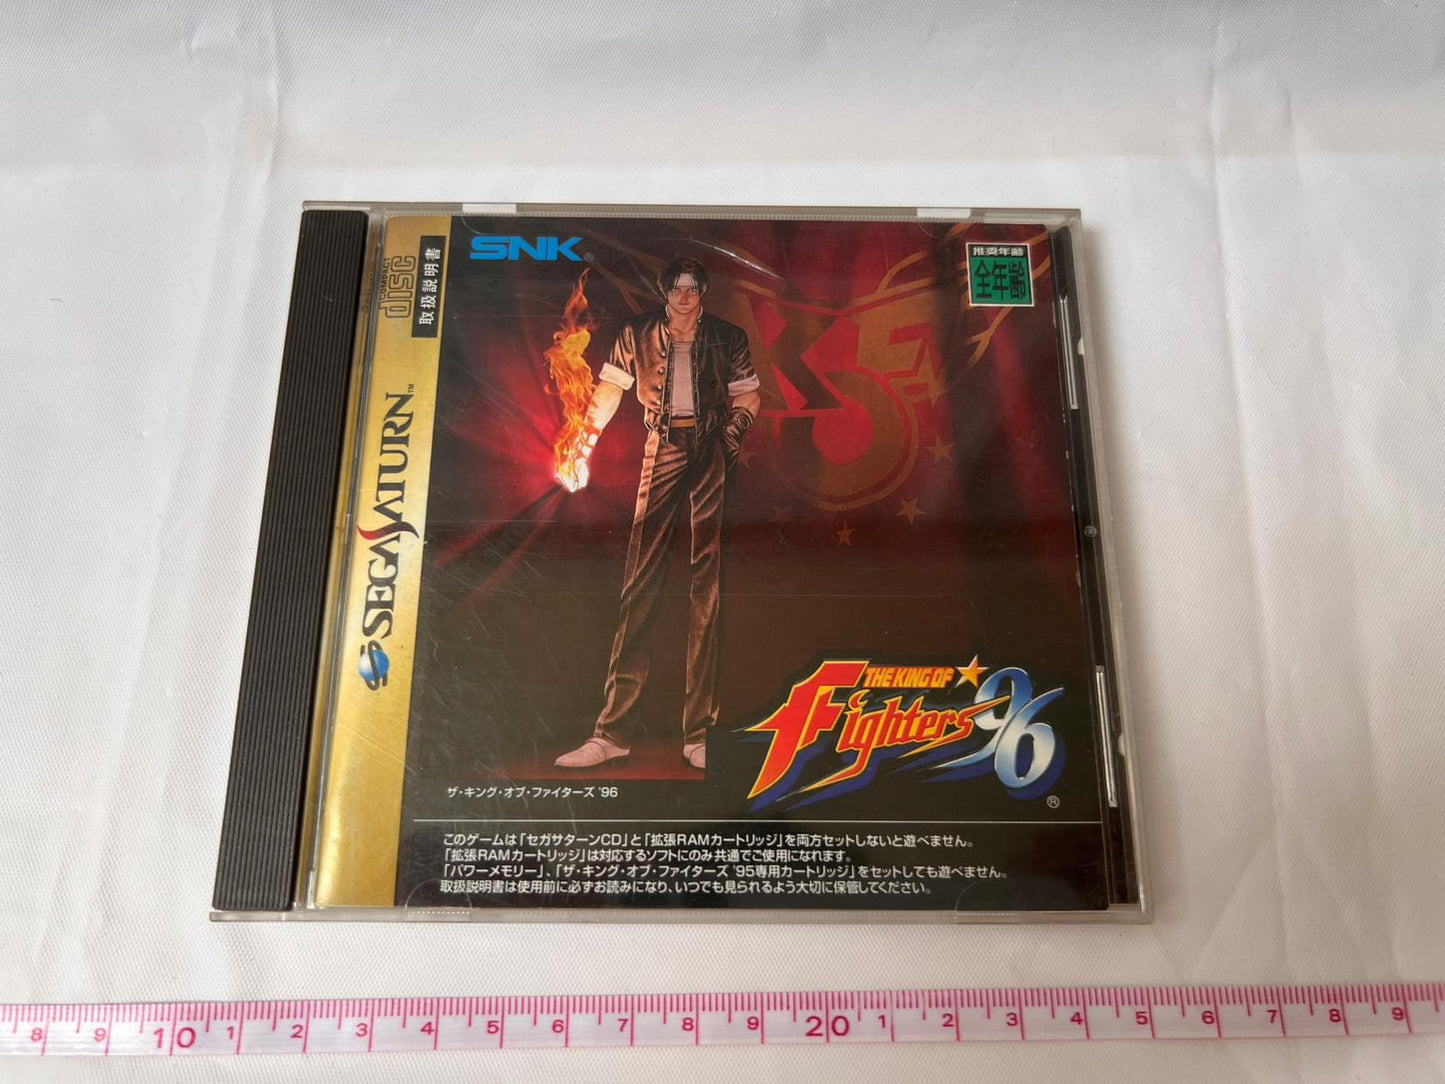 SNK®
推奨年齢
全年齢
取扱説明書
COMPACT
disc
SEGA SATURN™
THE KING OF
Fighters '96
®
ザ・キング・オブ・ファイターズ '96
このゲームは「セガサターンCD」と「拡張RAMカートリッジ」を両方セットしないと遊べません。
「拡張RAMカートリッジ」は対応するソフトにのみ共通でご使用になれます。
「パワーメモリー」、「ザ・キング・オブ・ファイターズ '95専用カートリッジ」をセットしても遊べません。
取扱説明書は使用前に必ずお読みになり、いつでも見られるよう大切に保管してください。
8 9 10 1 2 3 4 5 6 7 8 9 20 1 2 3 4 5 6 7 8 9